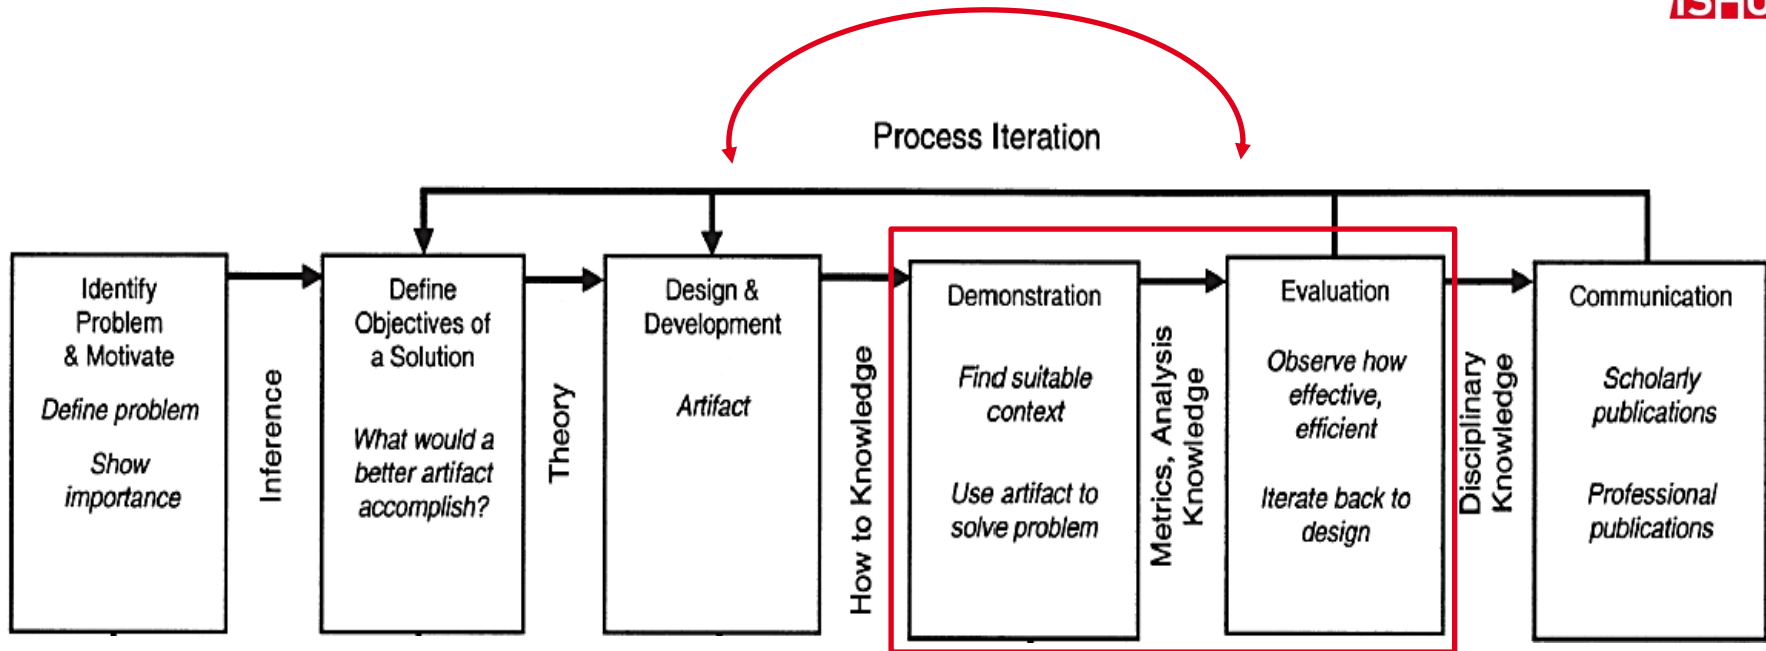 Process Iteration
Identify
Problem
& Motivate
Define problem
Show
importance
Inference
Define
Objectives of
a Solution
What would a
better artifact
accomplish?
Theory
Design &
Development
Artifact
How to Knowledge
Demonstration
Find suitable
context
Use artifact to
solve problem
Metrics, Analysis
Knowledge
Evaluation
Observe how
effective,
efficient
Iterate back to
design
Disciplinary
Knowledge
Communication
Scholarly
publications
Professional
publications